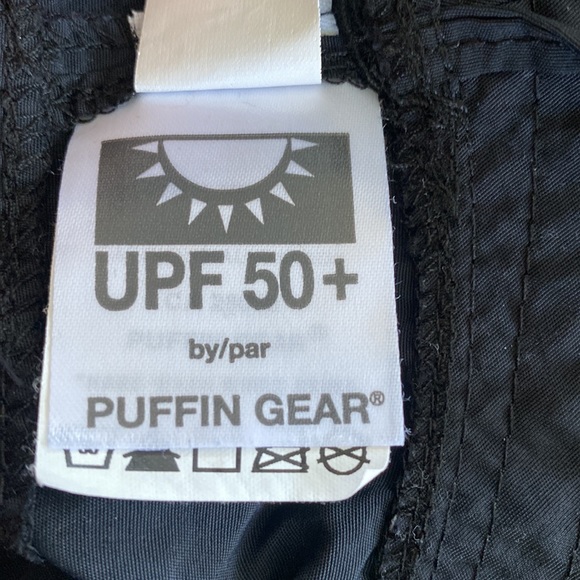 UPF 50+
by/par
PUFFIN GEAR®